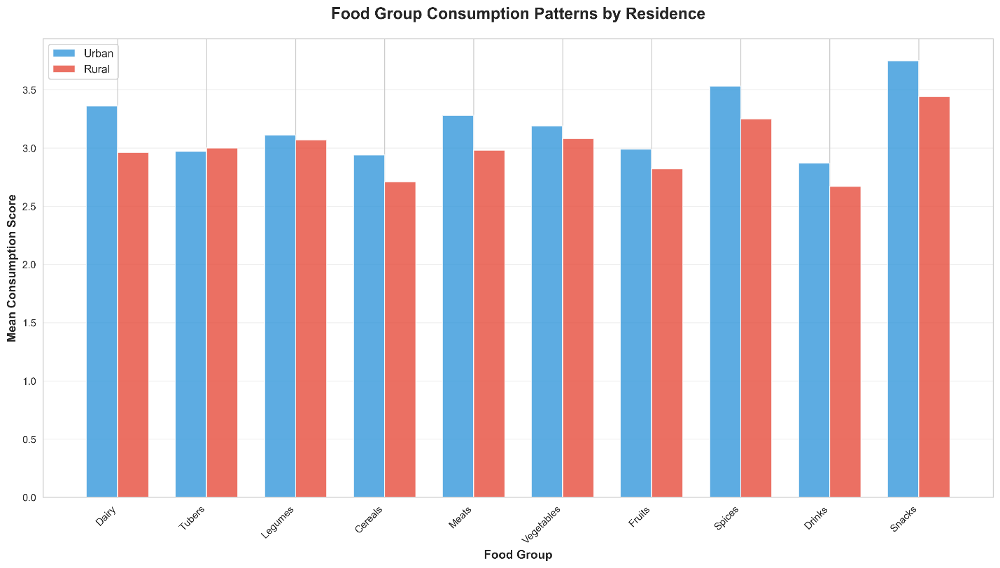 Food Group Consumption Patterns by Residence
Urban
Rural
Mean Consumption Score
3.5
3.0
2.5
2.0
1.5
1.0
0.5
0.0
Dairy
Tubers
Legumes
Cereals
Meats
Vegetables
Fruits
Spices
Drinks
Snacks
Food Group